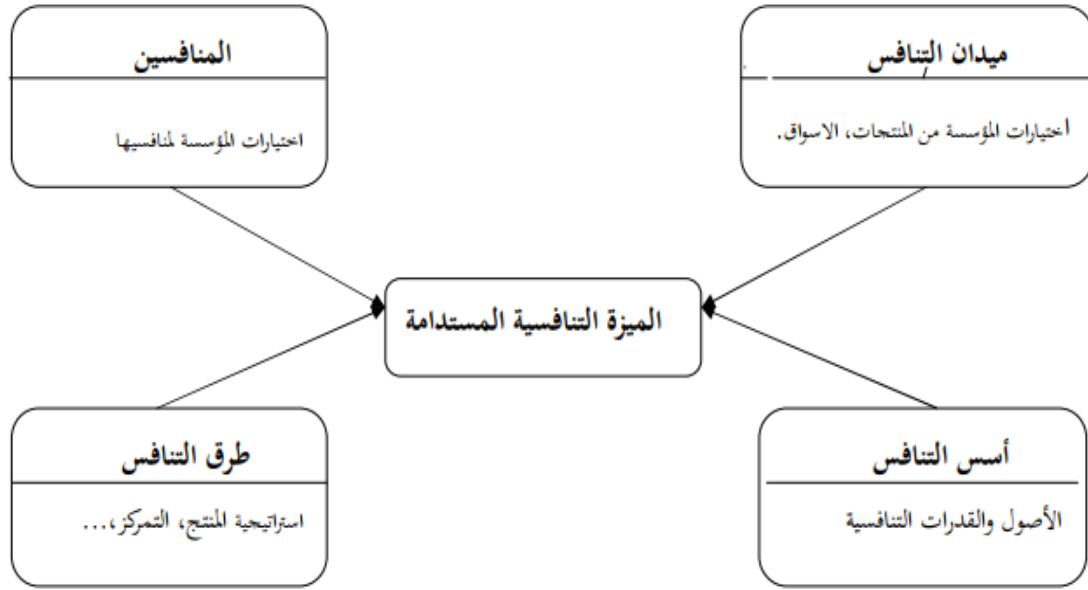 ميدان التنافس
اختيارات المؤسسة من المنتجات، الاسواق.
المنافسين
اختيارات المؤسسة لمنافسيها
الميزة التنافسية المستدامة
أسس التنافس
الأصول والقدرات التنافسية
طرق التنافس
استراتيجية المنتج، التمركز،...